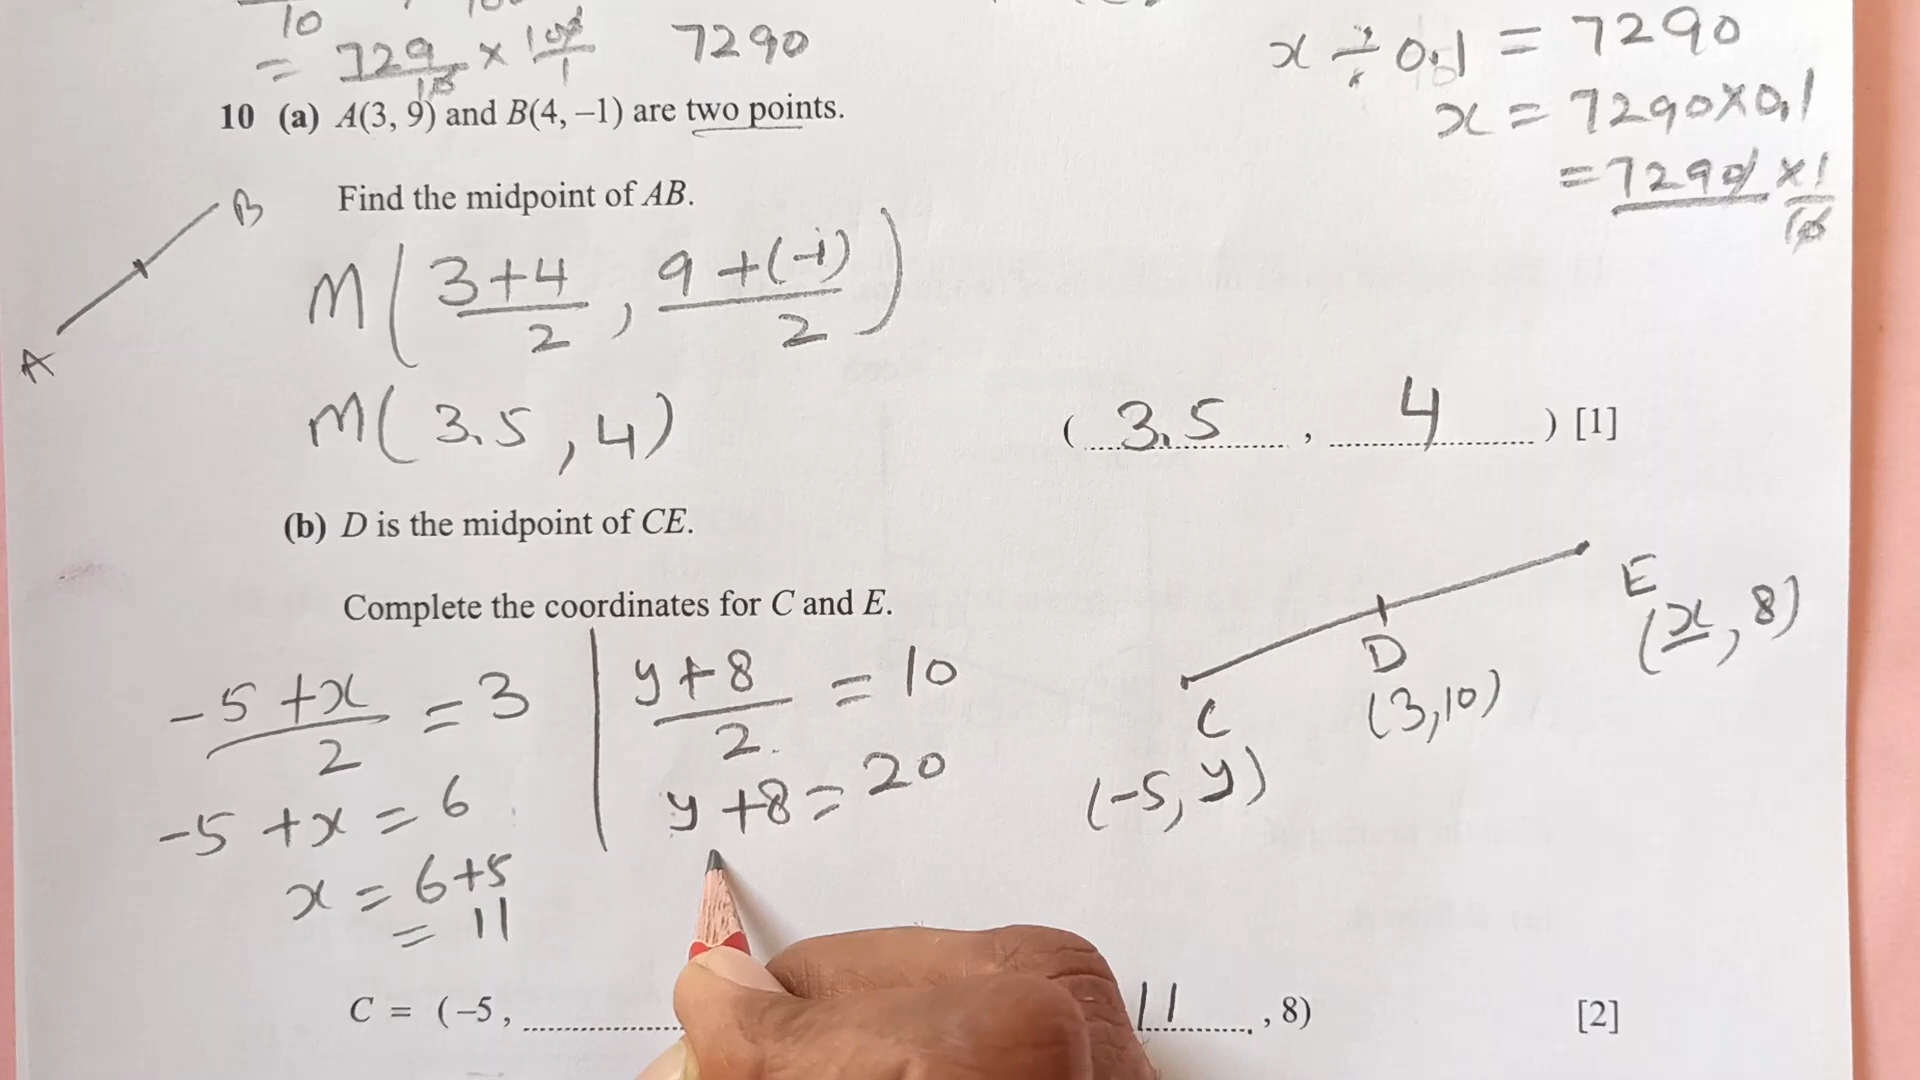 10
= 729/10 × 100/1 7290
x ÷ 0.1 = 7290
x = 7290×0.1
= 7290 × 1/10
10 (a) A(3, 9) and B(4, –1) are two points.
Find the midpoint of AB.
A B
M( 3+4/2 , 9+(-1)/2 )
M( 3.5 , 4)
( 3.5 , 4 ) [1]
(b) D is the midpoint of CE.
Complete the coordinates for C and E.
C (-5, y) D (3,10) E (x, 8)
-5+x/2 = 3
-5 +x = 6
x = 6+5
= 11
y+8/2 = 10
y+8 = 20
C = (–5, 11 , 8) [2]